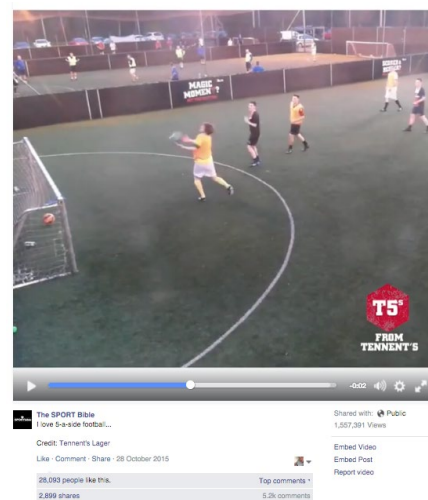 MAGIC
MOMENT?
T5s
FROM
TENNENT'S
-0:02
The SPORT Bible
I love 5-a-side football...
Credit: Tennent's Lager
Like · Comment · Share · 28 October 2015
28,093 people like this.
Top comments
2,899 shares
5.2k comments
Shared with: Public
1,557,391 Views
Embed Video
Embed Post
Report video